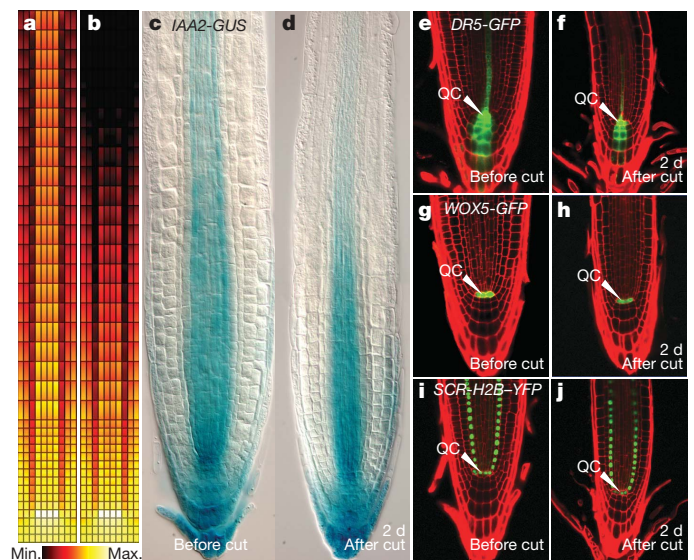 a b c IAA2-GUS d e DR5-GFP f
QC QC
Before cut 2 d After cut
g WOX5-GFP h
QC QC
Before cut 2 d After cut
i SCR-H2B–YFP j
QC QC
Min. Max. Before cut 2 d After cut Before cut 2 d After cut